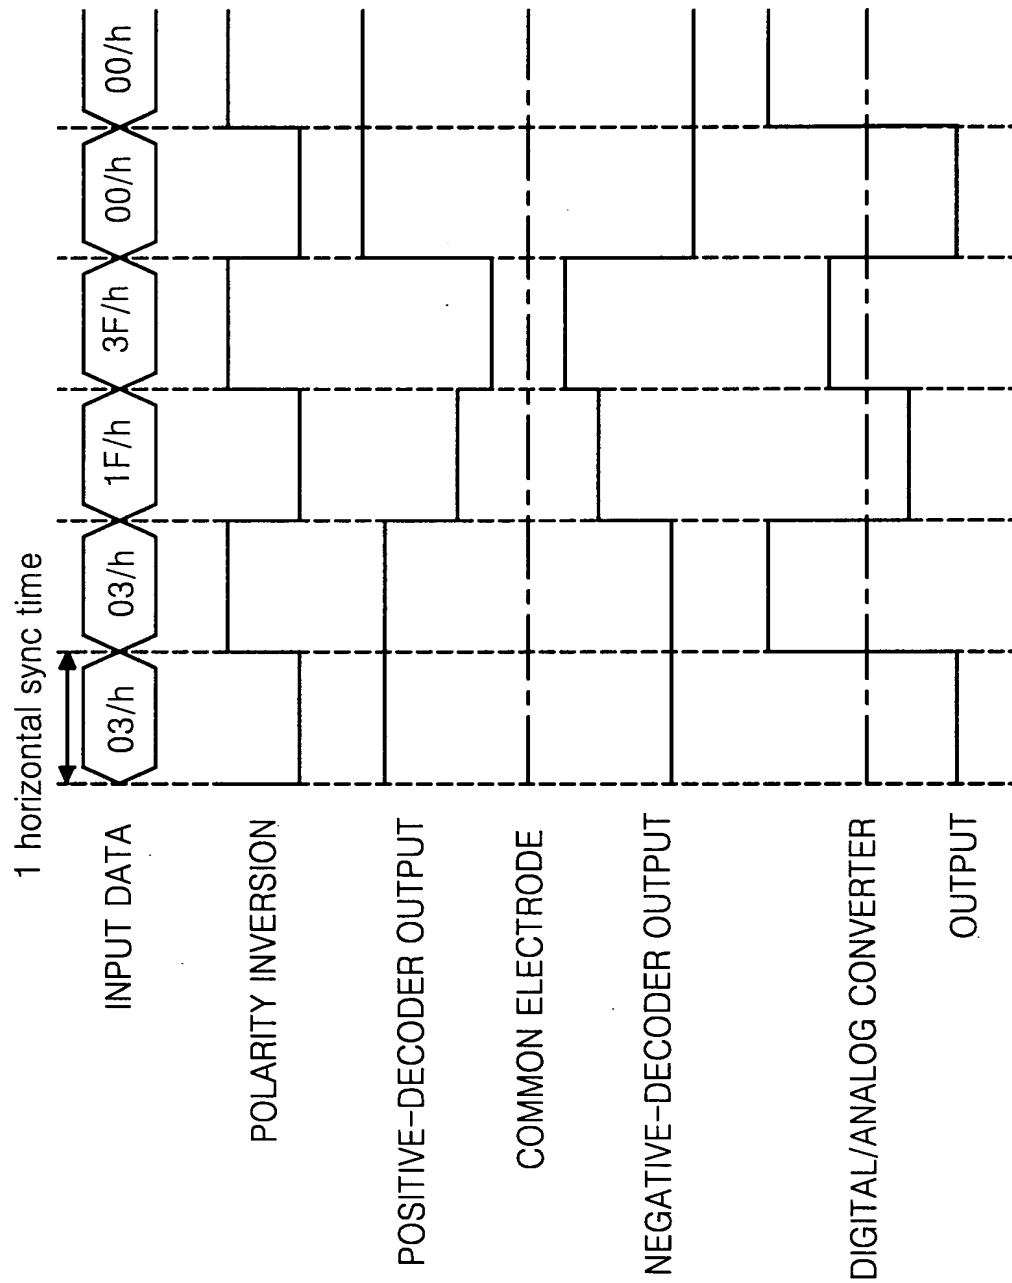 1 horizontal sync time
INPUT DATA
03/h
03/h
1F/h
3F/h
00/h
00/h
POLARITY INVERSION
POSITIVE-DECODER OUTPUT
COMMON ELECTRODE
NEGATIVE-DECODER OUTPUT
DIGITAL/ANALOG CONVERTER
OUTPUT